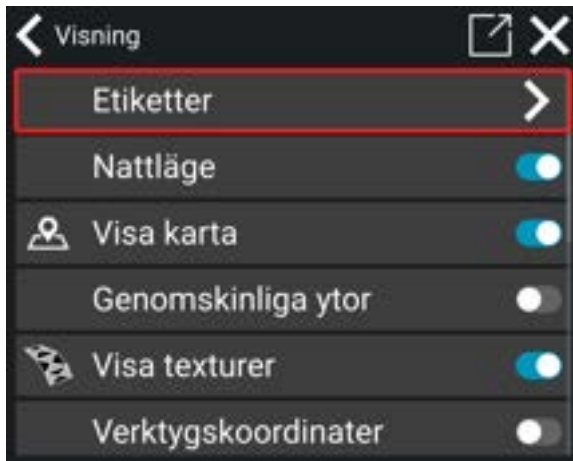 Visning
Etiketter
Nattläge
Visa karta
Genomskinliga ytor
Visa texturer
Verktygskoordinater